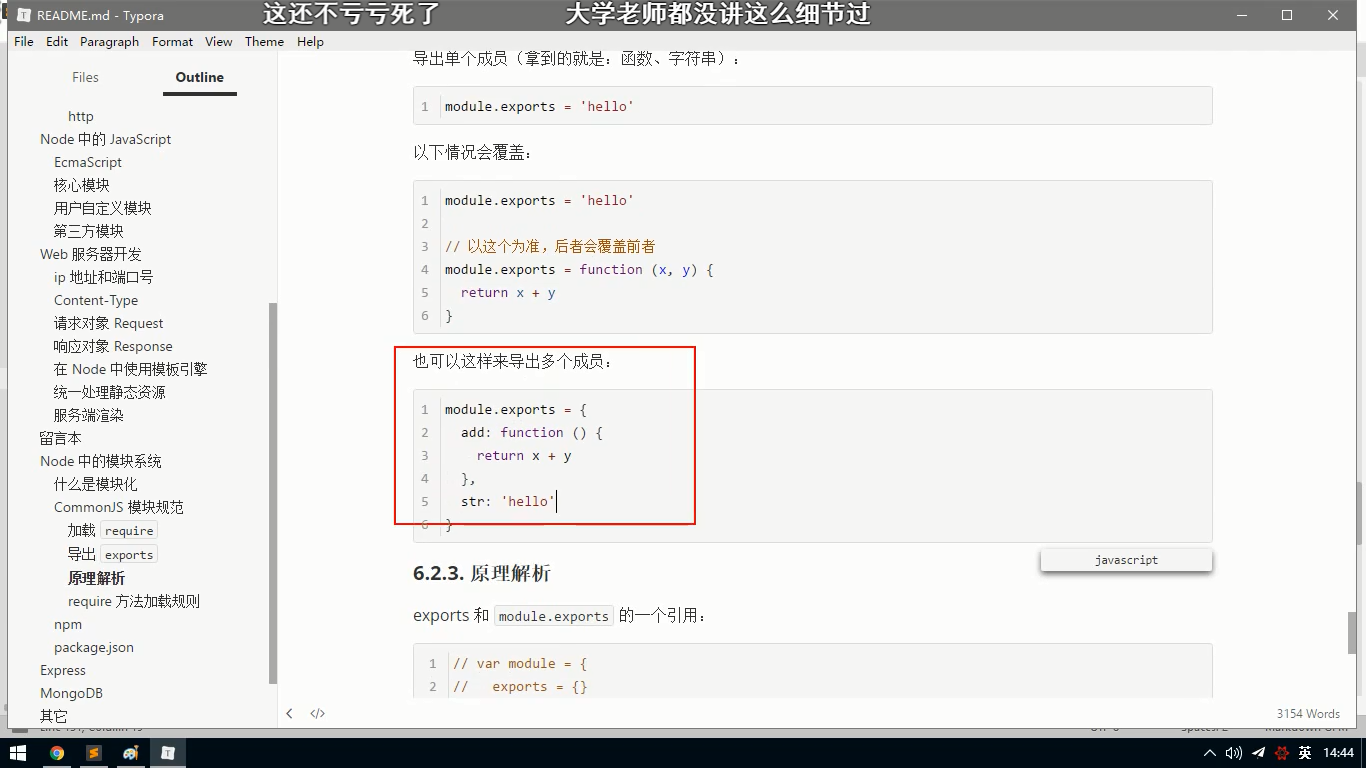 README.md - Typora
这还不亏亏死了
大学老师都没讲这么细节过
File Edit Paragraph Format View Theme Help
Files Outline
http
Node 中的 JavaScript
EcmaScript
核心模块
用户自定义模块
第三方模块
Web 服务器开发
ip 地址和端口号
Content-Type
请求对象 Request
响应对象 Response
在 Node 中使用模板引擎
统一处理静态资源
服务端渲染
留言本
Node 中的模块系统
什么是模块化
CommonJS 模块规范
加载 require
导出 exports
原理解析
require 方法加载规则
npm
package.json
Express
MongoDB
其它
导出单个成员（拿到的就是：函数、字符串）：
1 module.exports = 'hello'
以下情况会覆盖：
1 module.exports = 'hello'
2
3 // 以这个为准，后者会覆盖前者
4 module.exports = function (x, y) {
5 return x + y
6 }
也可以这样来导出多个成员：
1 module.exports = {
2 add: function () {
3 return x + y
4 },
5 str: 'hello'
6 }
javascript
6.2.3. 原理解析
exports 和 module.exports 的一个引用：
1 // var module = {
2 // exports = {}
3154 Words
英 14:44